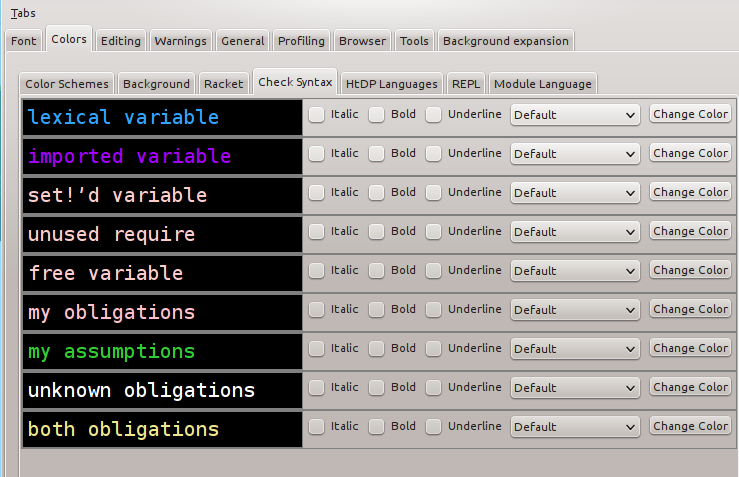 Tabs
Font Colors Editing Warnings General Profiling Browser Tools Background expansion
Color Schemes Background Racket Check Syntax HtDP Languages REPL Module Language
lexical variable Italic Bold Underline Default Change Color
imported variable Italic Bold Underline Default Change Color
set!'d variable Italic Bold Underline Default Change Color
unused require Italic Bold Underline Default Change Color
free variable Italic Bold Underline Default Change Color
my obligations Italic Bold Underline Default Change Color
my assumptions Italic Bold Underline Default Change Color
unknown obligations Italic Bold Underline Default Change Color
both obligations Italic Bold Underline Default Change Color